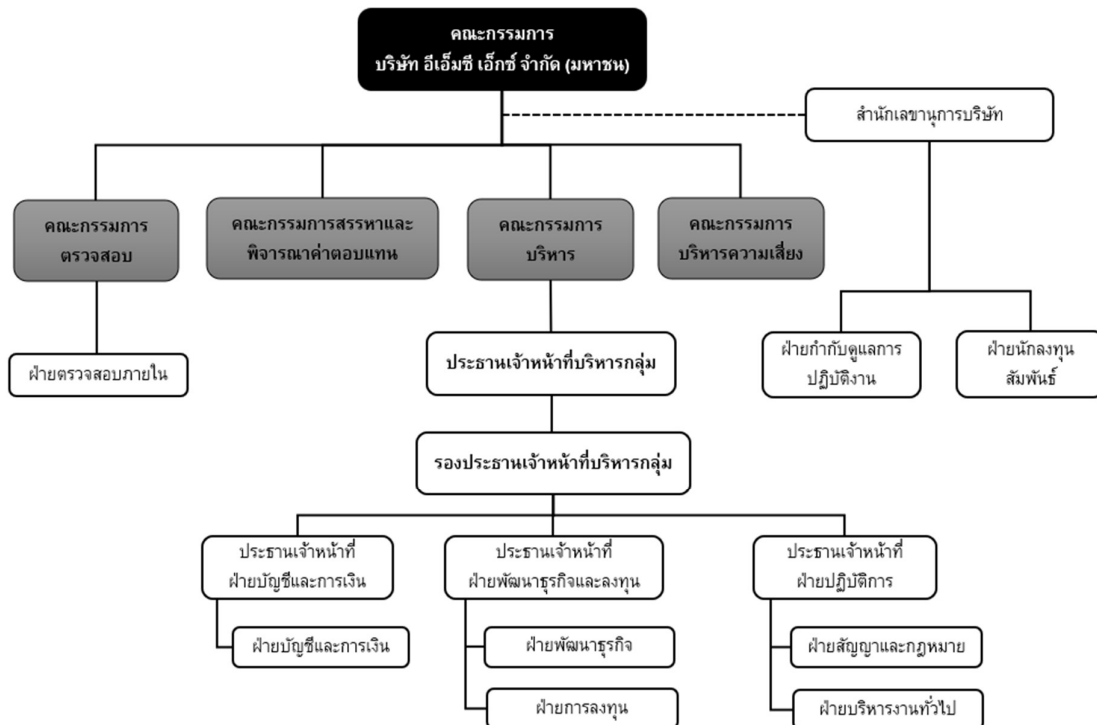 คณะกรรมการ
บริษัท อีเอ็มซี เอ็กซ์ จำกัด (มหาชน)
สำนักเลขานุการบริษัท
คณะกรรมการ
ตรวจสอบ
คณะกรรมการสรรหาและ
พิจารณาค่าตอบแทน
คณะกรรมการ
บริหาร
คณะกรรมการ
บริหารความเสี่ยง
ฝ่ายตรวจสอบภายใน
ประธานเจ้าหน้าที่บริหารกลุ่ม
ฝ่ายกำกับดูแลการ
ปฏิบัติงาน
ฝ่ายนักลงทุน
สัมพันธ์
รองประธานเจ้าหน้าที่บริหารกลุ่ม
ประธานเจ้าหน้าที่
ฝ่ายบัญชีและการเงิน
ประธานเจ้าหน้าที่
ฝ่ายพัฒนาธุรกิจและลงทุน
ประธานเจ้าหน้าที่
ฝ่ายปฏิบัติการ
ฝ่ายบัญชีและการเงิน
ฝ่ายพัฒนาธุรกิจ
ฝ่ายสัญญาและกฎหมาย
ฝ่ายการลงทุน
ฝ่ายบริหารงานทั่วไป